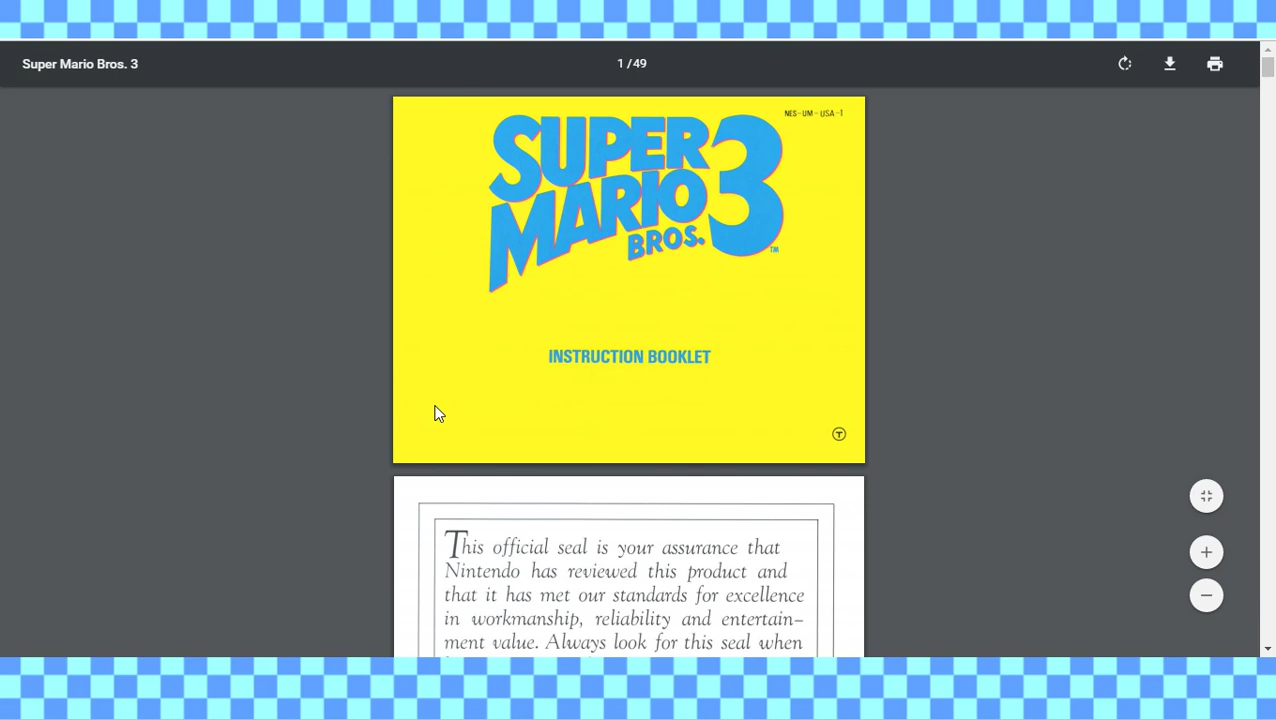 Super Mario Bros. 3
1 / 49
NES-UM-USA-1
SUPER
MARIO
BROS. 3
TM
INSTRUCTION BOOKLET
T
This official seal is your assurance that
Nintendo has reviewed this product and
that it has met our standards for excellence
in workmanship, reliability and entertain-
ment value. Always look for this seal when